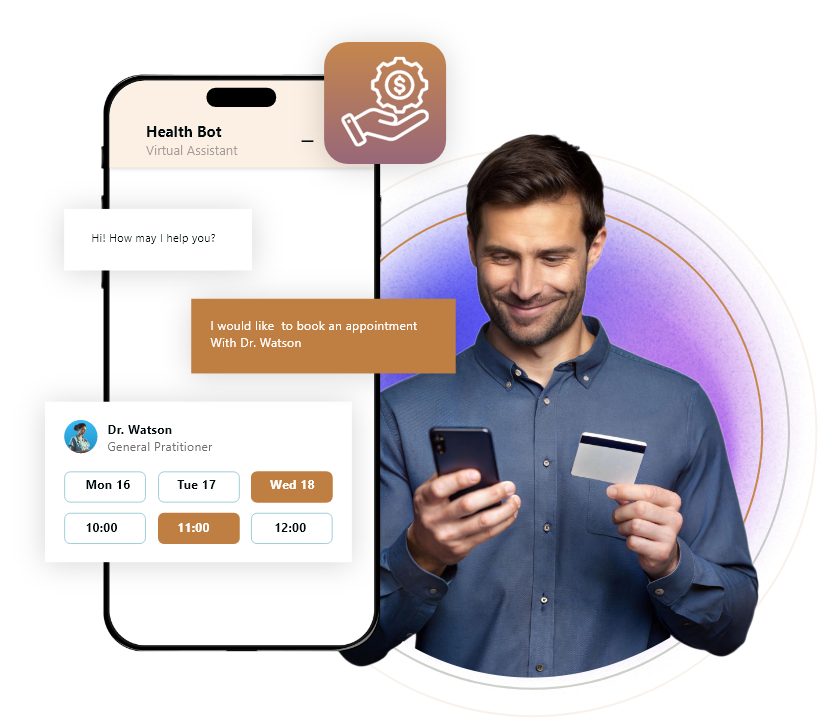 $
Health Bot
Virtual Assistant
Hi! How may I help you?
I would like  to book an appointment
With Dr. Watson
Dr. Watson
General Pratitioner
Mon 16
Tue 17
Wed 18
10:00
11:00
12:00